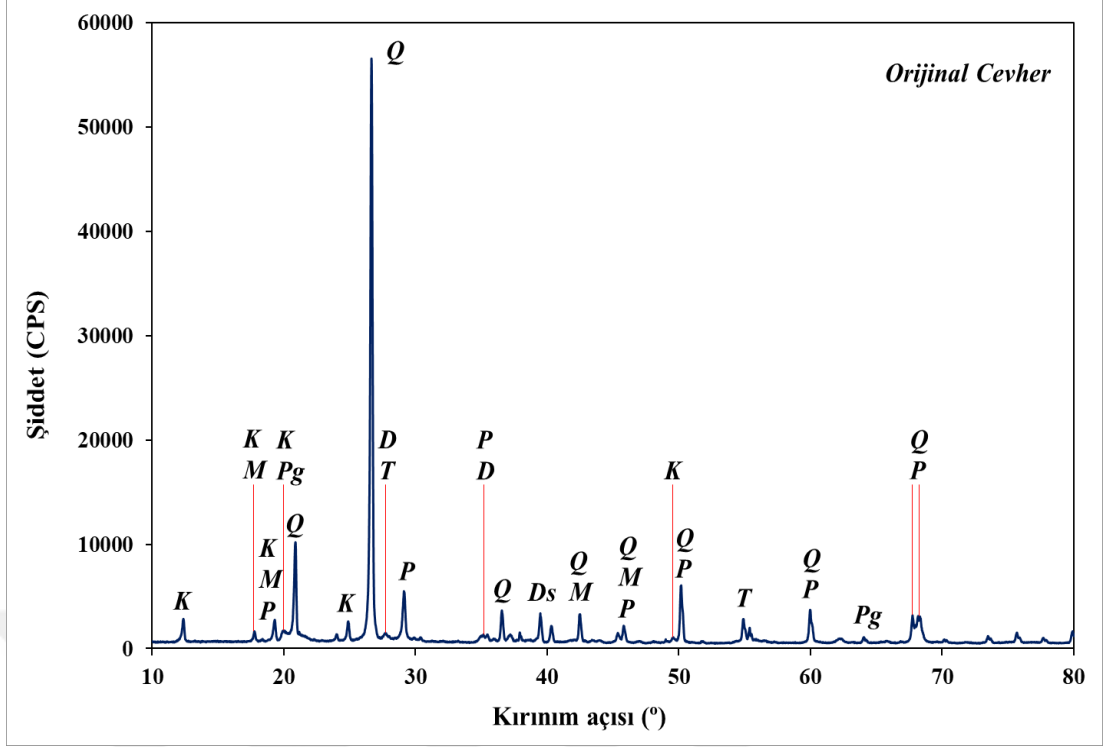 60000
50000
40000
30000
20000
10000
0
Şiddet (CPS)
Orijinal Cevher
K
K
M
K
M
P
K
Pg
Q
K
Q
D
T
P
P
D
Q
Ds
Q
M
Q
M
P
K
Q
P
T
Q
P
Pg
Q
P
10 20 30 40 50 60 70 80
Kırınım açısı (º)